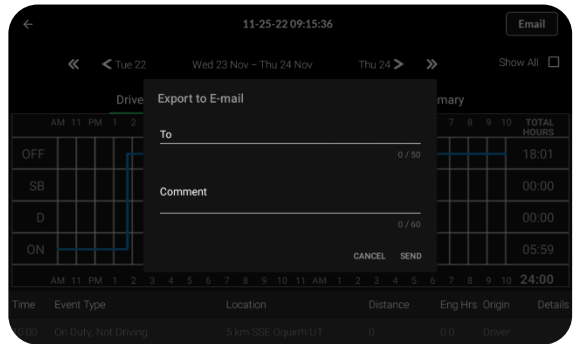 11-25-22 09:15:36 Email
Tue 22 Wed 23 Nov – Thu 24 Nov Thu 24 Show All
Drive mary
Export to E-mail
AM 11 PM 1 2 7 8 9 10 TOTAL HOURS
To
OFF 18:01
0 / 50
SB 00:00
Comment
D 00:00
0 / 60
ON 05:59
CANCEL SEND
AM 11 PM 1 2 3 4 5 6 7 8 9 10 11 AM 1 2 3 4 5 6 7 8 9 10 24:00
Time Event Type Location Distance Eng Hrs Origin Details
10:00 On Duty, Not Driving 5 km SSE Oquirrh UT 0 0.0 Driver